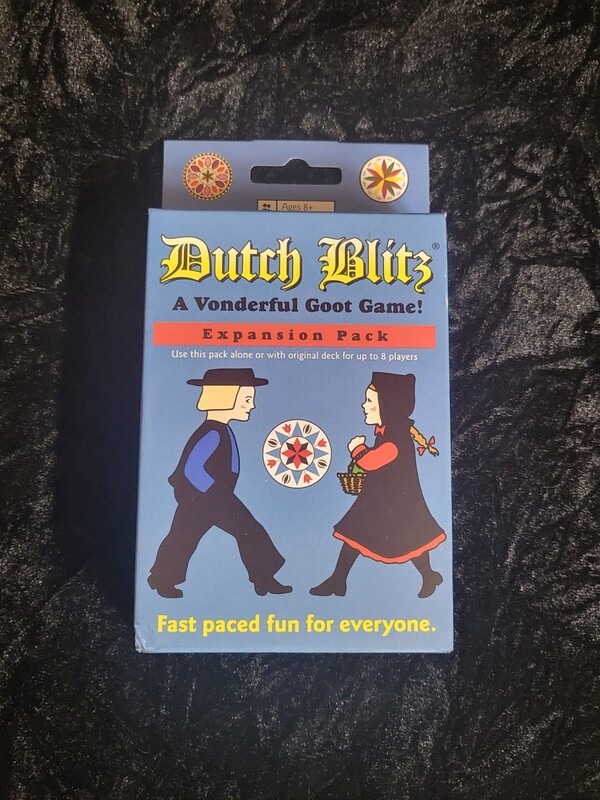 Ages 8+
Dutch Blitz®
A Vonderful Goot Game!
Expansion Pack
Use this pack alone or with original deck for up to 8 players
Fast paced fun for everyone.